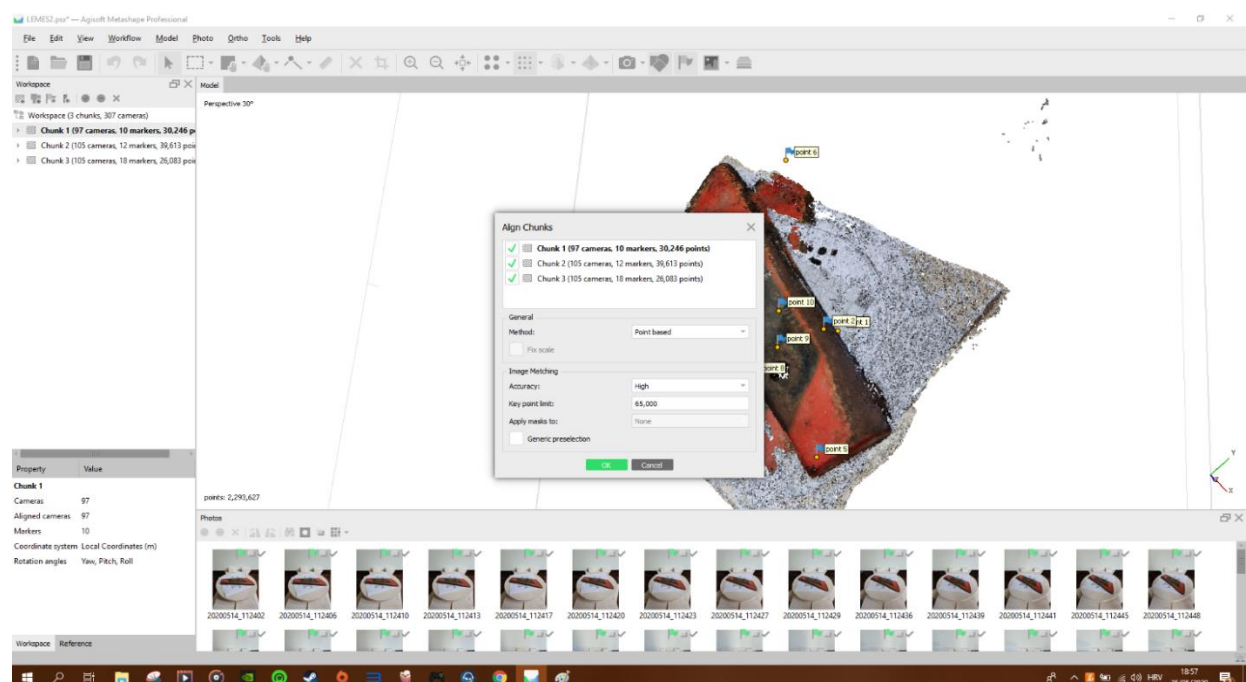 LEMES2.psx* — Agisoft Metashape Professional
File Edit View Workflow Model Photo Ortho Tools Help
Workspace
Model
Perspective 30°
Workspace (3 chunks, 307 cameras)
Chunk 1 (97 cameras, 10 markers, 30,246 p
Chunk 2 (105 cameras, 12 markers, 39,613 poi
Chunk 3 (105 cameras, 18 markers, 26,083 poi
point 6
Align Chunks
Chunk 1 (97 cameras, 10 markers, 30,246 points)
Chunk 2 (105 cameras, 12 markers, 39,613 points)
Chunk 3 (105 cameras, 18 markers, 26,083 points)
General
Method: Point based
Fix scale
Image Matching
Accuracy: High
Key point limit: 65,000
Apply masks to: None
Generic preselection
OK Cancel
point 10
point 2
point 9
point 8
point 5
Y
X
Property Value
Chunk 1
Cameras 97
Aligned cameras 97
Markers 10
Coordinate system Local Coordinates (m)
Rotation angles Yaw, Pitch, Roll
points: 2,293,627
Photos
20200514_112402 20200514_112406 20200514_112410 20200514_112413 20200514_112417 20200514_112420 20200514_112423 20200514_112427 20200514_112429 20200514_112436 20200514_112439 20200514_112441 20200514_112445 20200514_112448
Workspace Reference
HRV 18:57